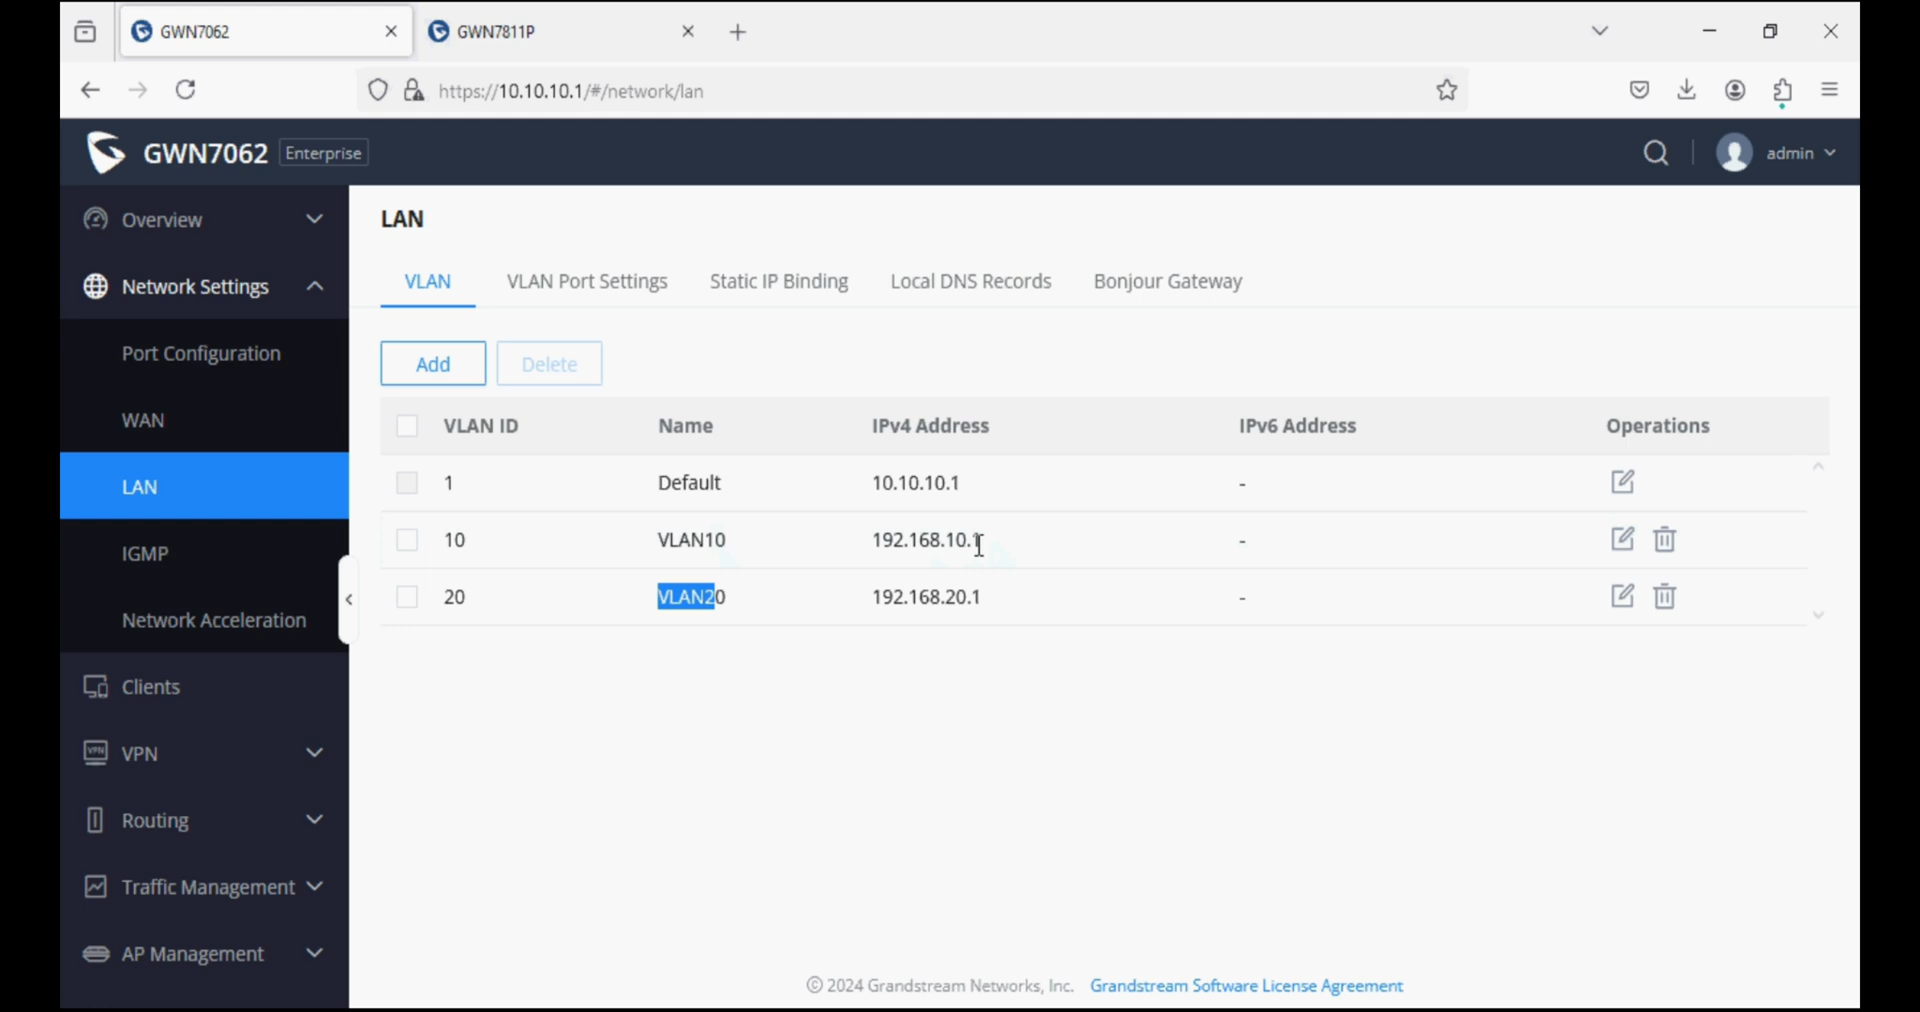 GWN7062
GWN7811P
https://10.10.10.1/#/network/lan
GWN7062 Enterprise
admin
Overview
Network Settings
Port Configuration
WAN
LAN
IGMP
Network Acceleration
Clients
VPN VPN
Routing
Traffic Management
AP Management
LAN
VLAN VLAN Port Settings Static IP Binding Local DNS Records Bonjour Gateway
Add Delete
VLAN ID Name IPv4 Address IPv6 Address Operations
1 Default 10.10.10.1 -
10 VLAN10 192.168.10.1 -
20 VLAN20 192.168.20.1 -
© 2024 Grandstream Networks, Inc. Grandstream Software License Agreement